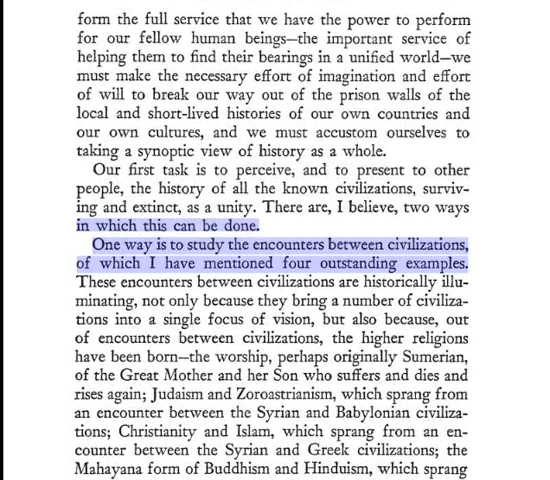 form the full service that we have the power to perform
for our fellow human beings—the important service of
helping them to find their bearings in a unified world—we
must make the necessary effort of imagination and effort
of will to break our way out of the prison walls of the
local and short-lived histories of our own countries and
our own cultures, and we must accustom ourselves to
taking a synoptic view of history as a whole.
Our first task is to perceive, and to present to other
people, the history of all the known civilizations, surviv-
ing and extinct, as a unity. There are, I believe, two ways
in which this can be done.
One way is to study the encounters between civilizations,
of which I have mentioned four outstanding examples.
These encounters between civilizations are historically illu-
minating, not only because they bring a number of civiliza-
tions into a single focus of vision, but also because, out
of encounters between civilizations, the higher religions
have been born—the worship, perhaps originally Sumerian,
of the Great Mother and her Son who suffers and dies and
rises again; Judaism and Zoroastrianism, which sprang from
an encounter between the Syrian and Babylonian civiliza-
tions; Christianity and Islam, which sprang from an en-
counter between the Syrian and Greek civilizations; the
Mahayana form of Buddhism and Hinduism, which sprang